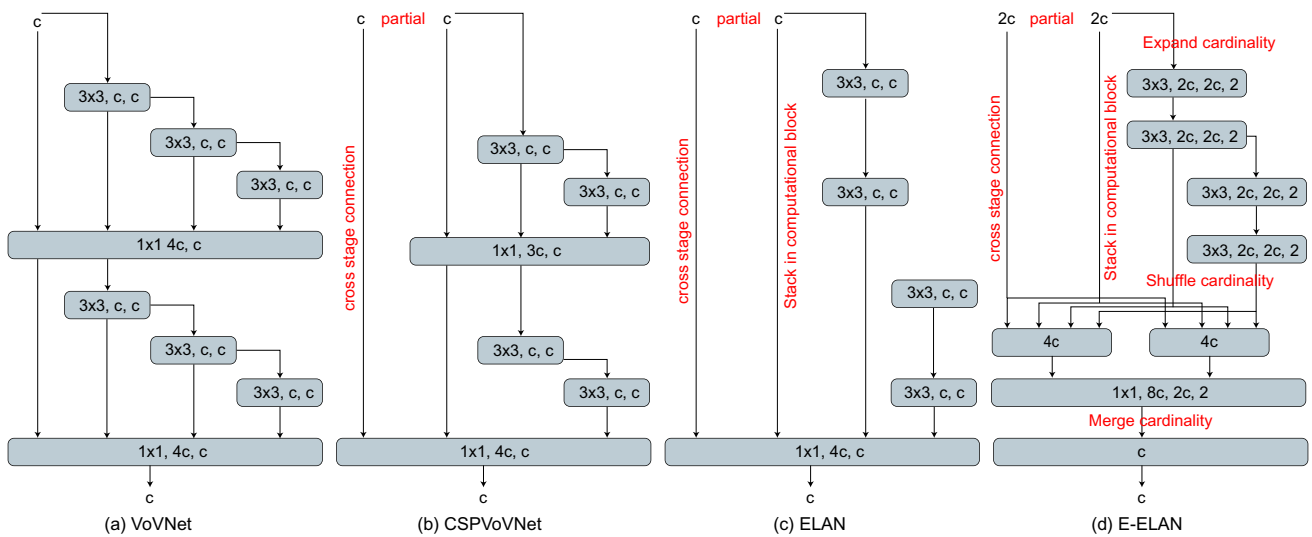 c
3x3, c, c
3x3, c, c
3x3, c, c
1x1 4c, c
3x3, c, c
3x3, c, c
3x3, c, c
1x1, 4c, c
c
(a) VoVNet
c partial c
cross stage connection
3x3, c, c
3x3, c, c
1x1, 3c, c
3x3, c, c
3x3, c, c
1x1, 4c, c
c
(b) CSPVoVNet
c partial c
cross stage connection
Stack in computational block
3x3, c, c
3x3, c, c
3x3, c, c
3x3, c, c
1x1, 4c, c
c
(c) ELAN
2c partial 2c
Expand cardinality
cross stage connection
Stack in computational block
3x3, 2c, 2c, 2
3x3, 2c, 2c, 2
3x3, 2c, 2c, 2
3x3, 2c, 2c, 2
Shuffle cardinality
4c 4c
1x1, 8c, 2c, 2
Merge cardinality
c
c
(d) E-ELAN